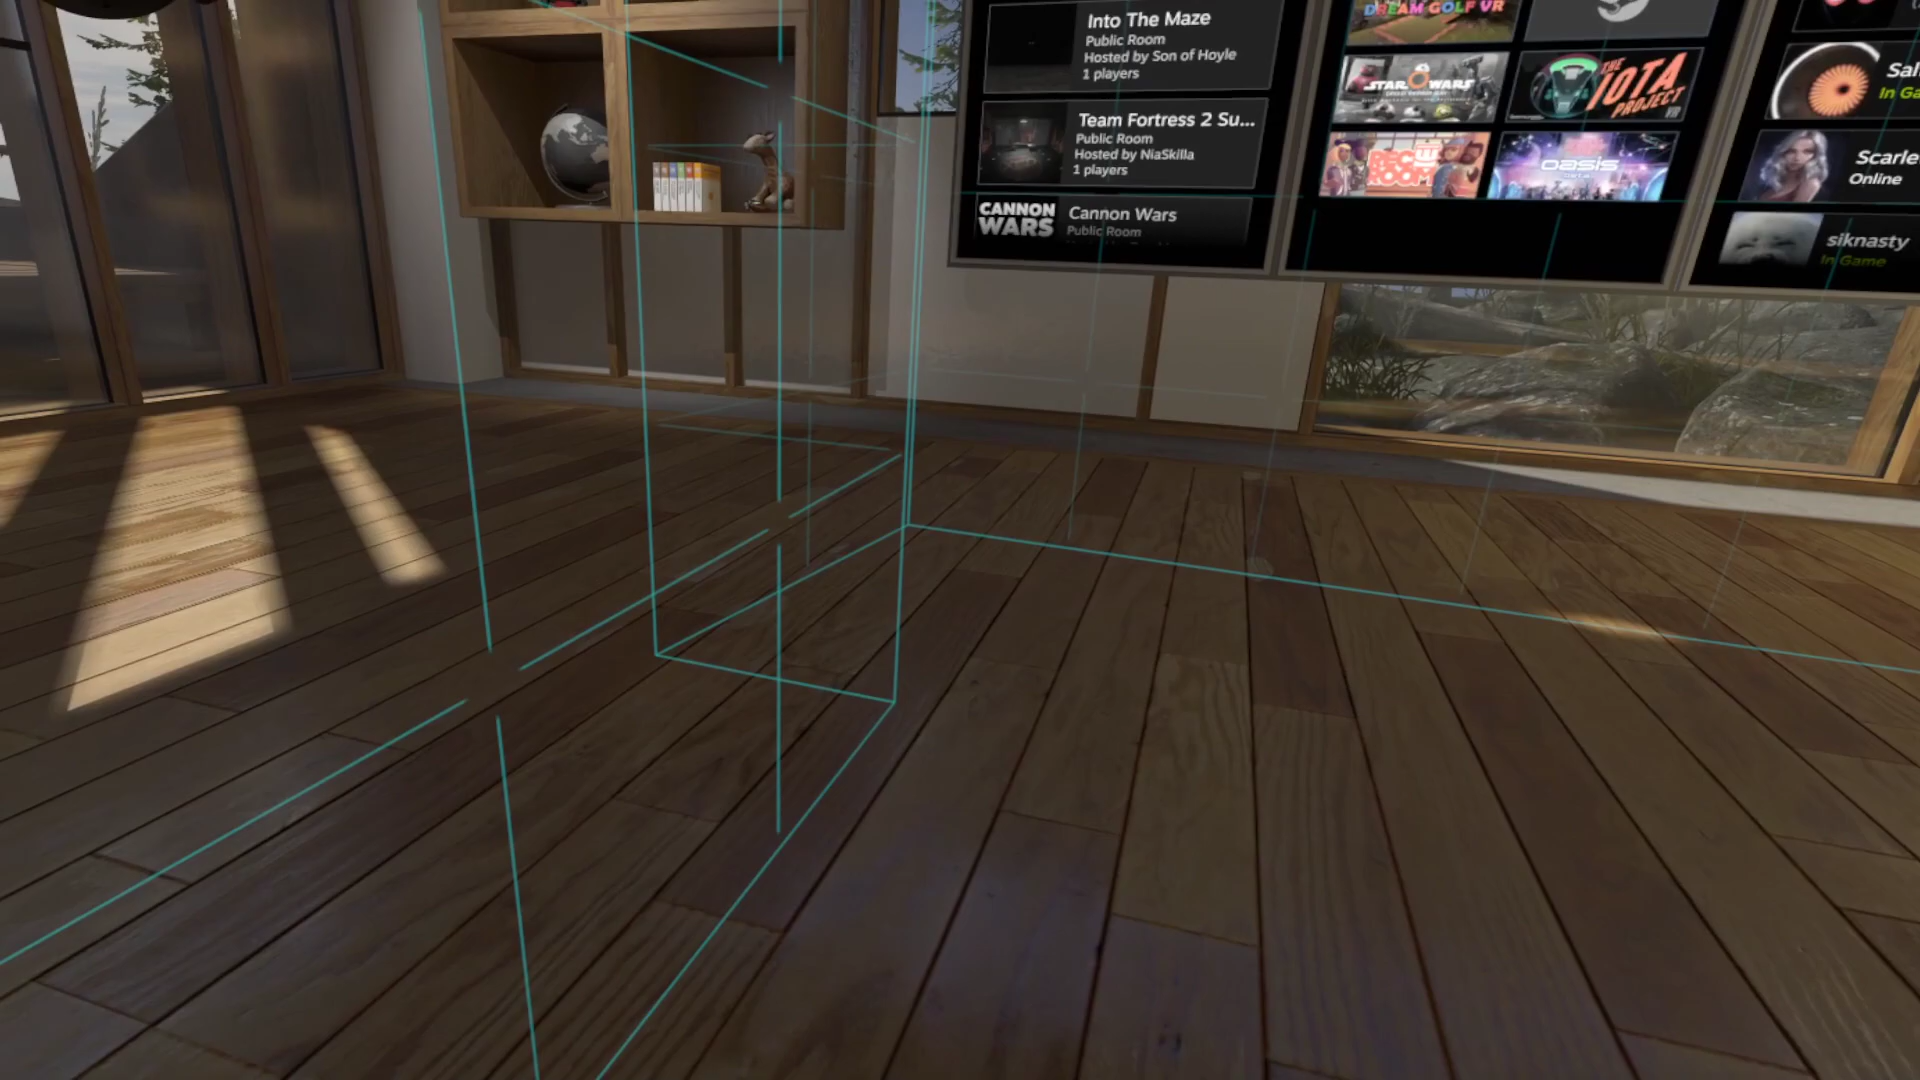 Into The Maze
Public Room
Hosted by Son of Hoyle
1 players
Team Fortress 2 Su...
Public Room
Hosted by NiaSkilla
1 players
CANNON
WARS
Cannon Wars
Public Room
DREAM GOLF VR
STAR WARS
THE
IOTA
PROJECT
REC
ROOM
oasis
Sal
In Ga
Scarle
Online
siknasty
In Game